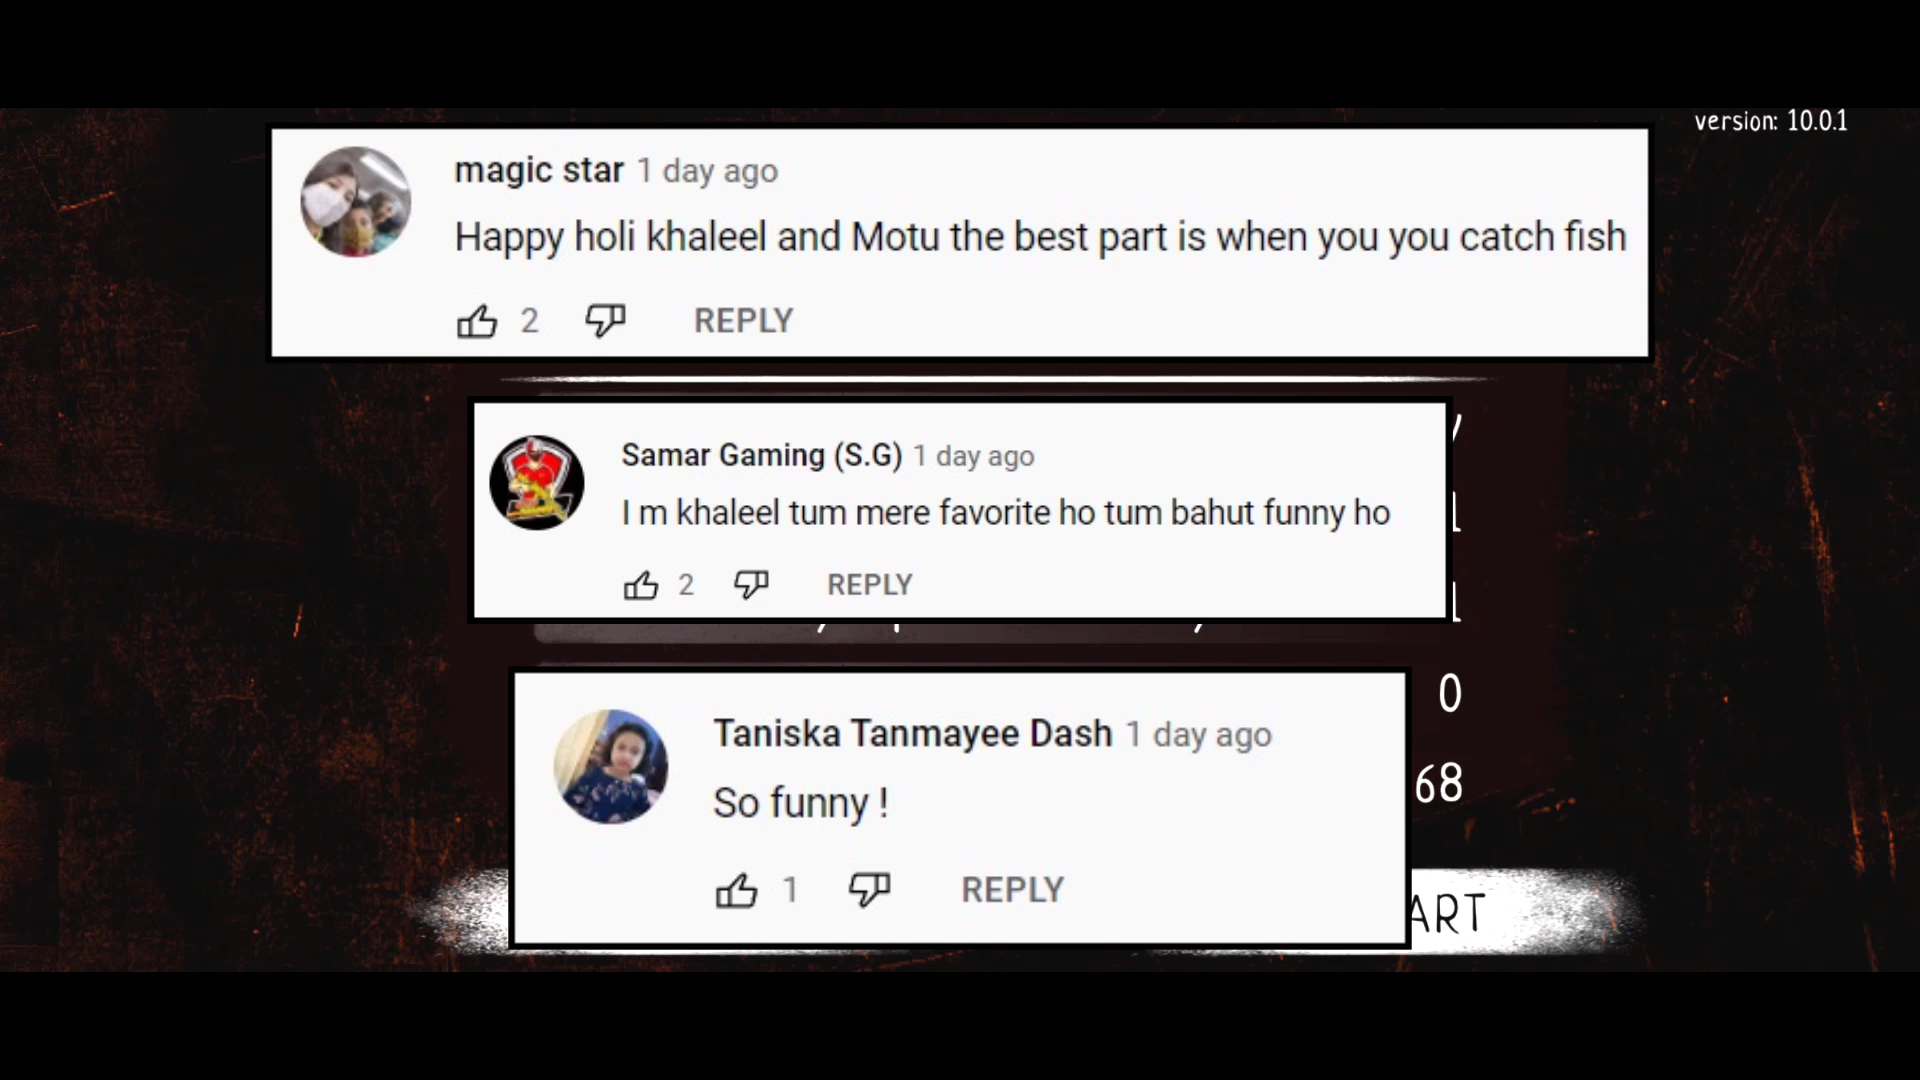 version: 10.0.1
magic star 1 day ago
Happy holi khaleel and Motu the best part is when you you catch fish
2 REPLY
Samar Gaming (S.G) 1 day ago
I m khaleel tum mere favorite ho tum bahut funny ho
2 REPLY
0
Taniska Tanmayee Dash 1 day ago
68
So funny !
1 REPLY
ART